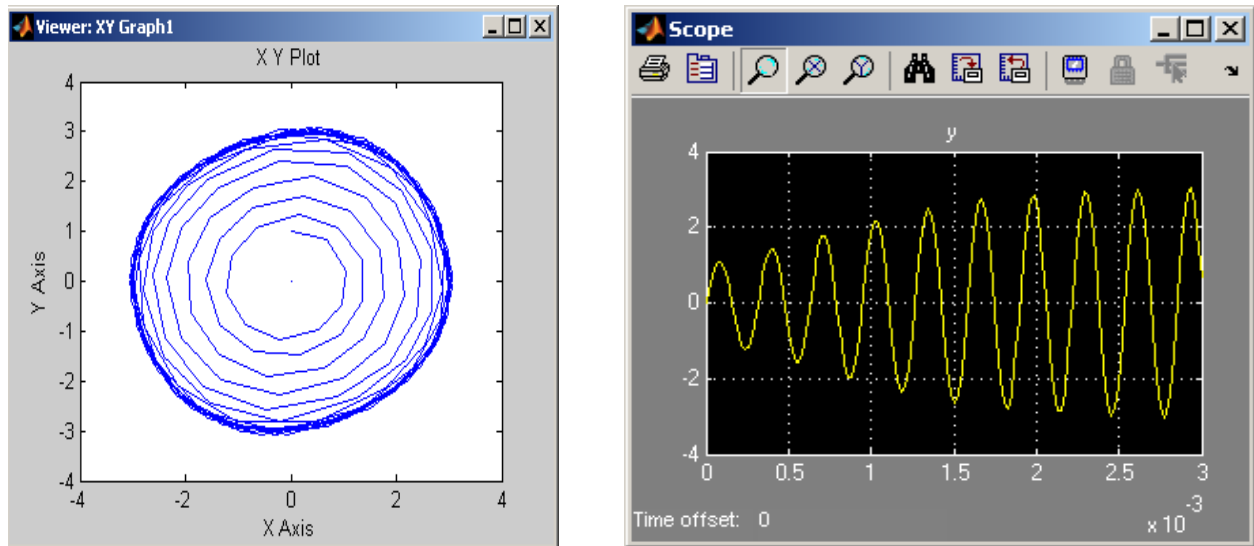 Viewer: XY Graph1
X Y Plot
4
3
2
1
0
-1
-2
-3
-4
Y Axis
-4 -2 0 2 4
X Axis
Scope
y
4
2
0
-2
-4
0 0.5 1 1.5 2 2.5 3
x 10-3
Time offset: 0